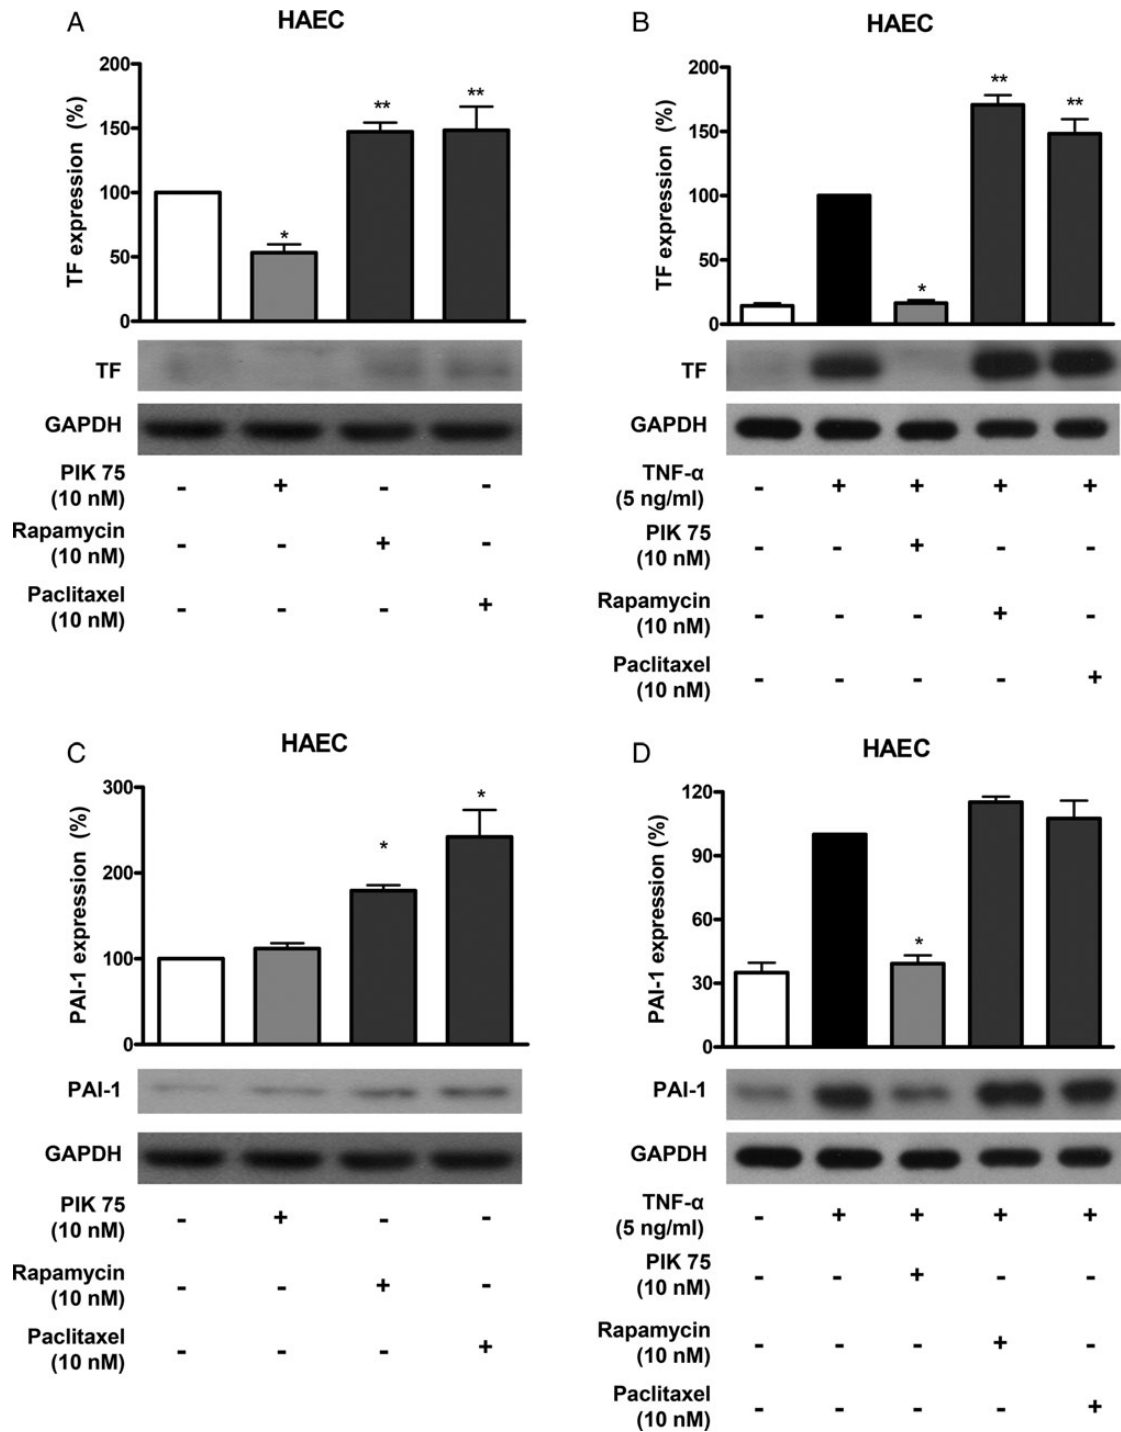 A
HAEC
200
150
100
50
0
TF expression (%)
*
**
**
TF
GAPDH
PIK 75
(10 nM)
- + - -
Rapamycin
(10 nM)
- - + -
Paclitaxel
(10 nM)
- - - +
B
HAEC
200
150
100
50
0
TF expression (%)
*
**
**
TF
GAPDH
TNF-α
(5 ng/ml)
- + + + +
PIK 75
(10 nM)
- - + - -
Rapamycin
(10 nM)
- - - + -
Paclitaxel
(10 nM)
- - - - +
C
HAEC
300
200
100
0
PAI-1 expression (%)
*
*
PAI-1
GAPDH
PIK 75
(10 nM)
- + - -
Rapamycin
(10 nM)
- - + -
Paclitaxel
(10 nM)
- - - +
D
HAEC
120
90
60
30
0
PAI-1 expression (%)
*
PAI-1
GAPDH
TNF-α
(5 ng/ml)
- + + + +
PIK 75
(10 nM)
- - + - -
Rapamycin
(10 nM)
- - - + -
Paclitaxel
(10 nM)
- - - - +